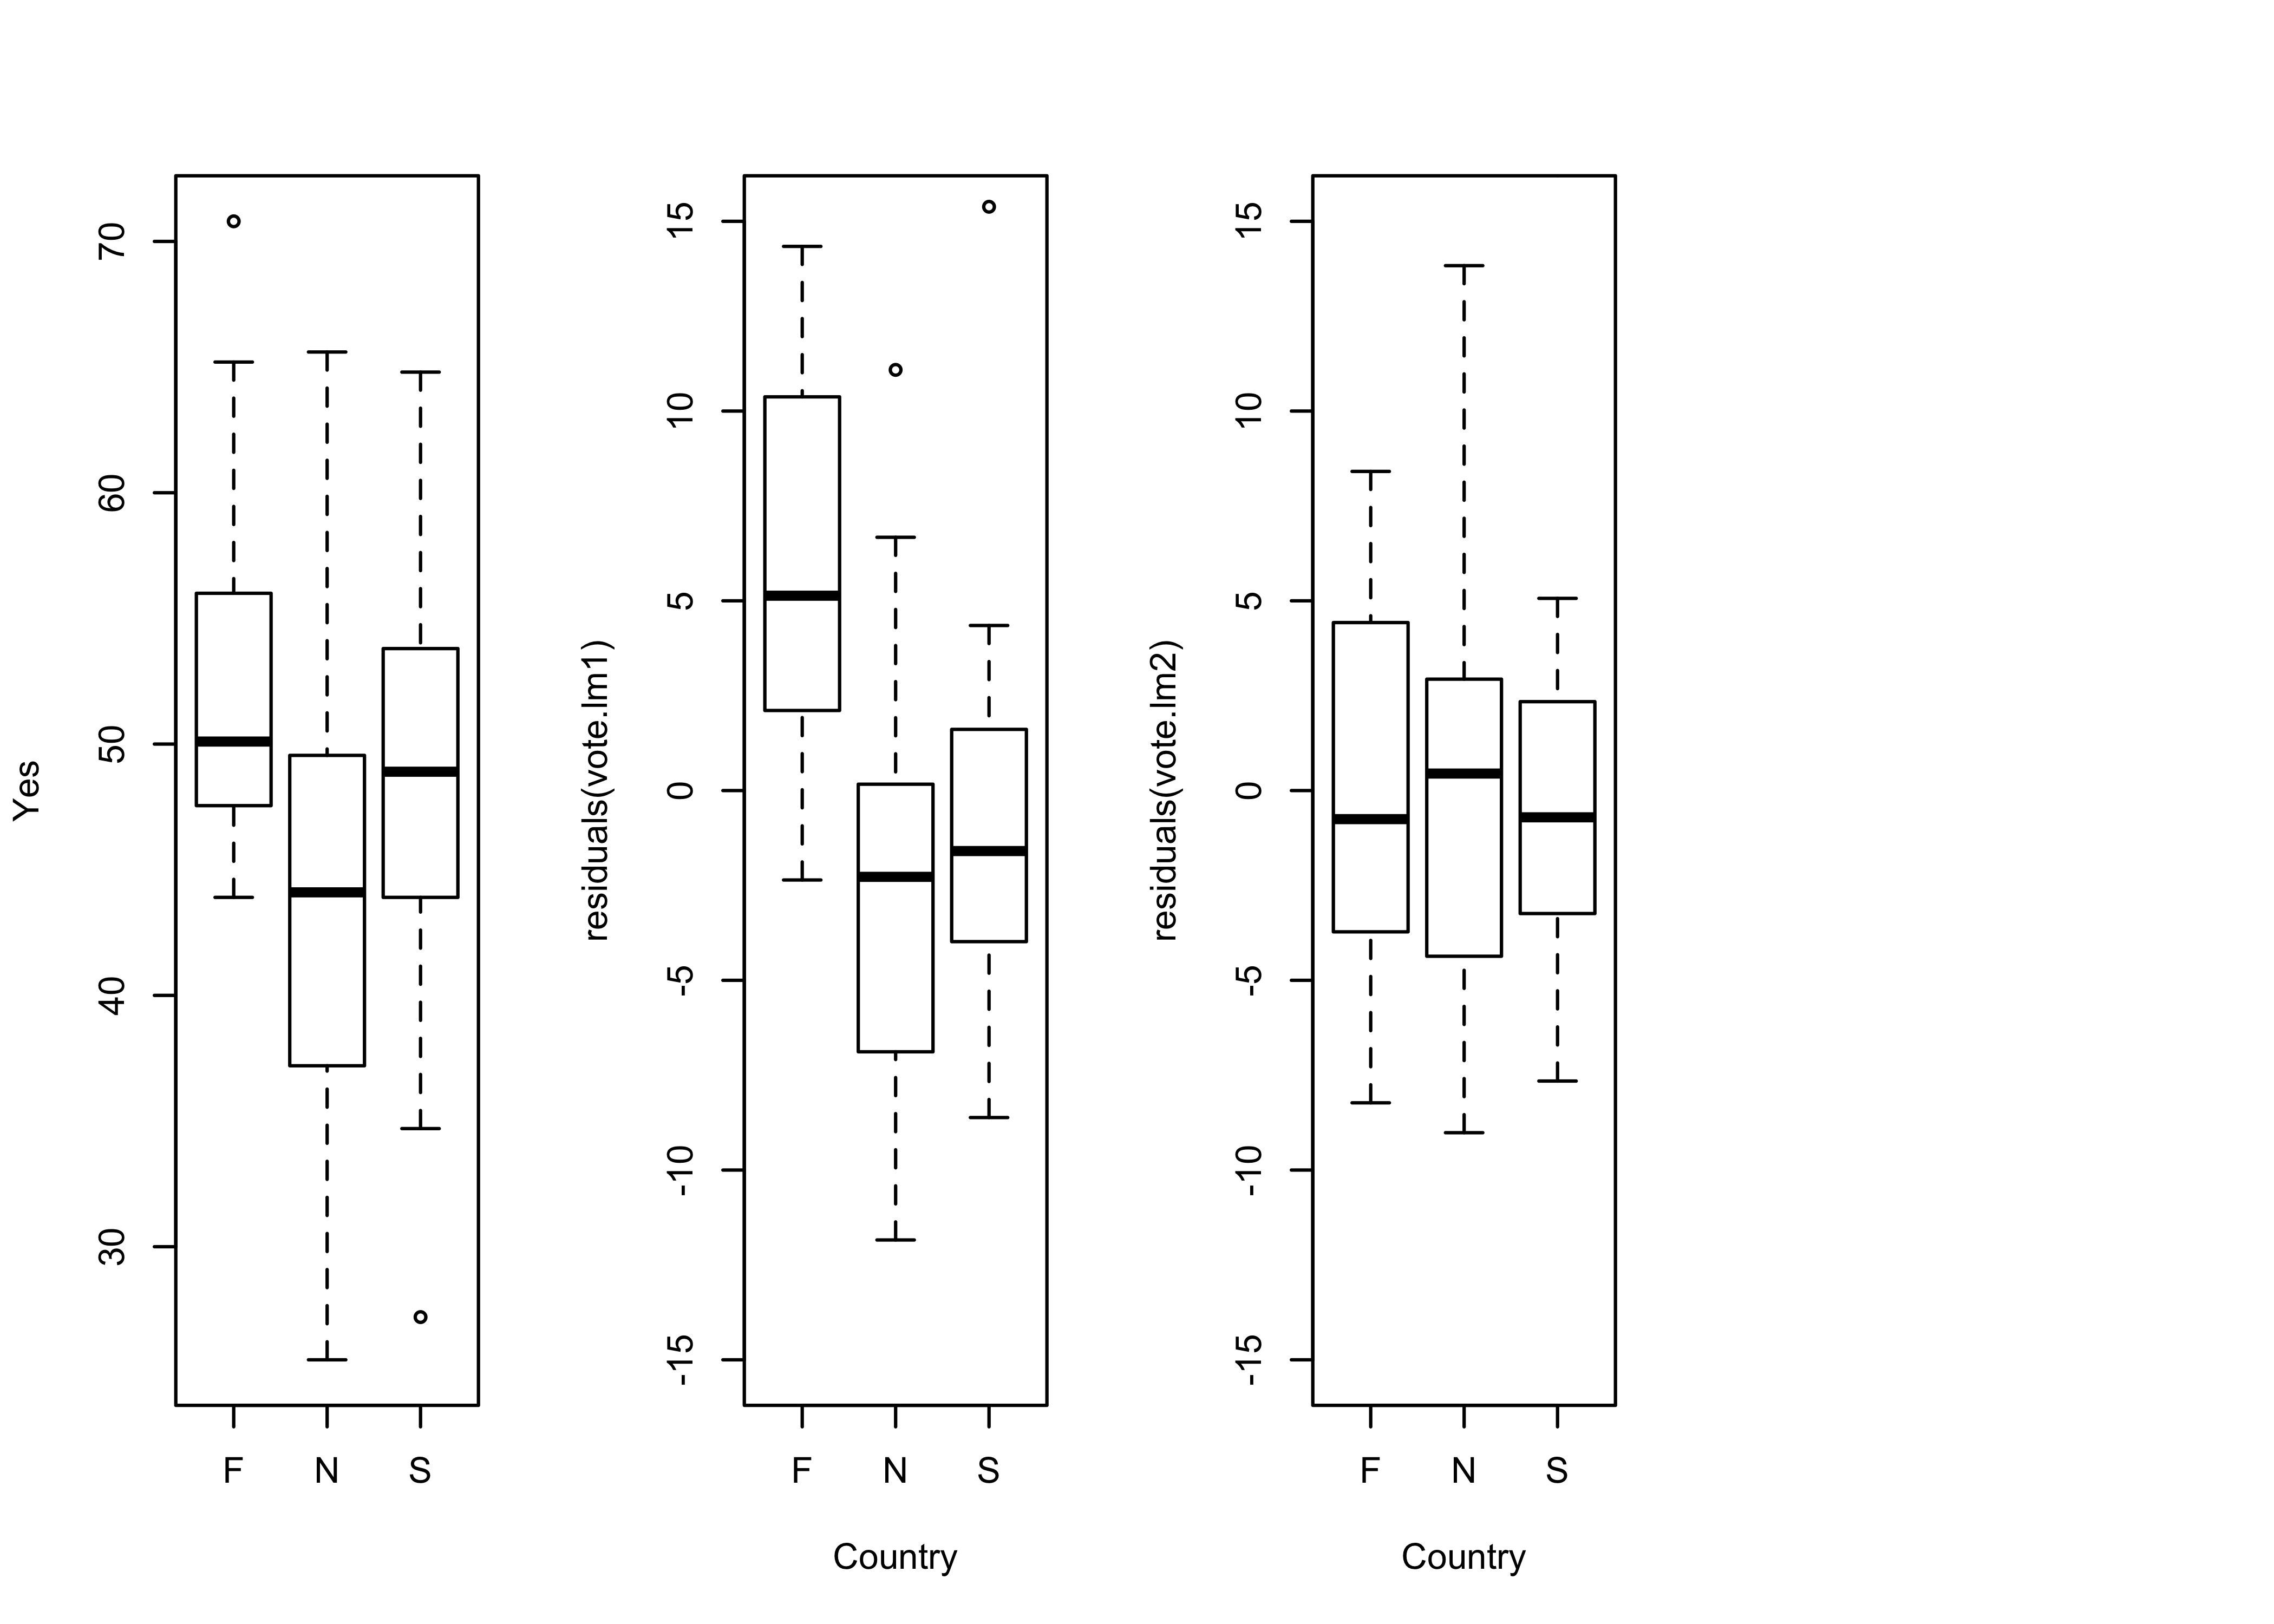 Yes
70
60
50
40
30
F N S
residuals(vote.lm1)
15
10
5
0
-5
-10
-15
F N S
Country
residuals(vote.lm2)
15
10
5
0
-5
-10
-15
F N S
Country